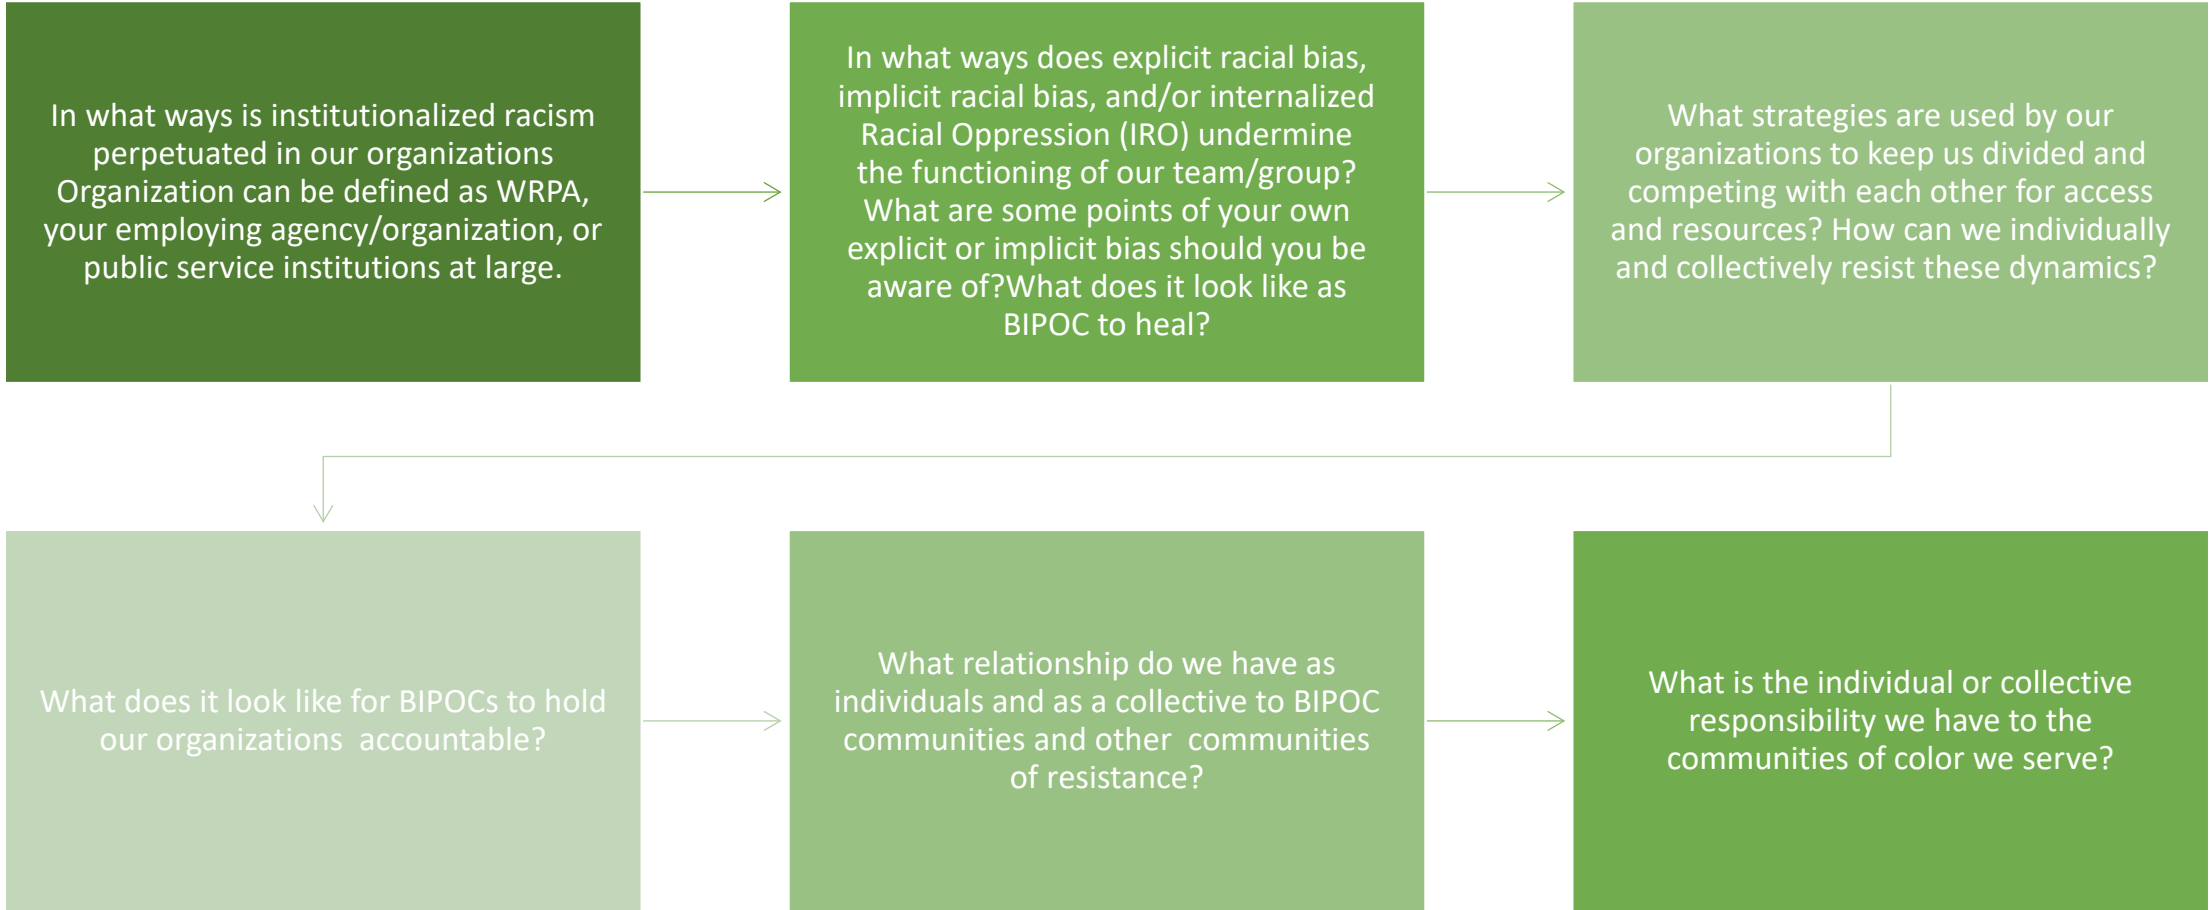 In what ways is institutionalized racism
perpetuated in our organizations
Organization can be defined as WRPA,
your employing agency/organization, or
public service institutions at large.
In what ways does explicit racial bias,
implicit racial bias, and/or internalized
Racial Oppression (IRO) undermine
the functioning of our team/group?
What are some points of your own
explicit or implicit bias should you be
aware of?What does it look like as
BIPOC to heal?
What strategies are used by our
organizations to keep us divided and
competing with each other for access
and resources? How can we individually
and collectively resist these dynamics?
What does it look like for BIPOCs to hold
our organizations  accountable?
What relationship do we have as
individuals and as a collective to BIPOC
communities and other  communities
of resistance?
What is the individual or collective
responsibility we have to the
communities of color we serve?